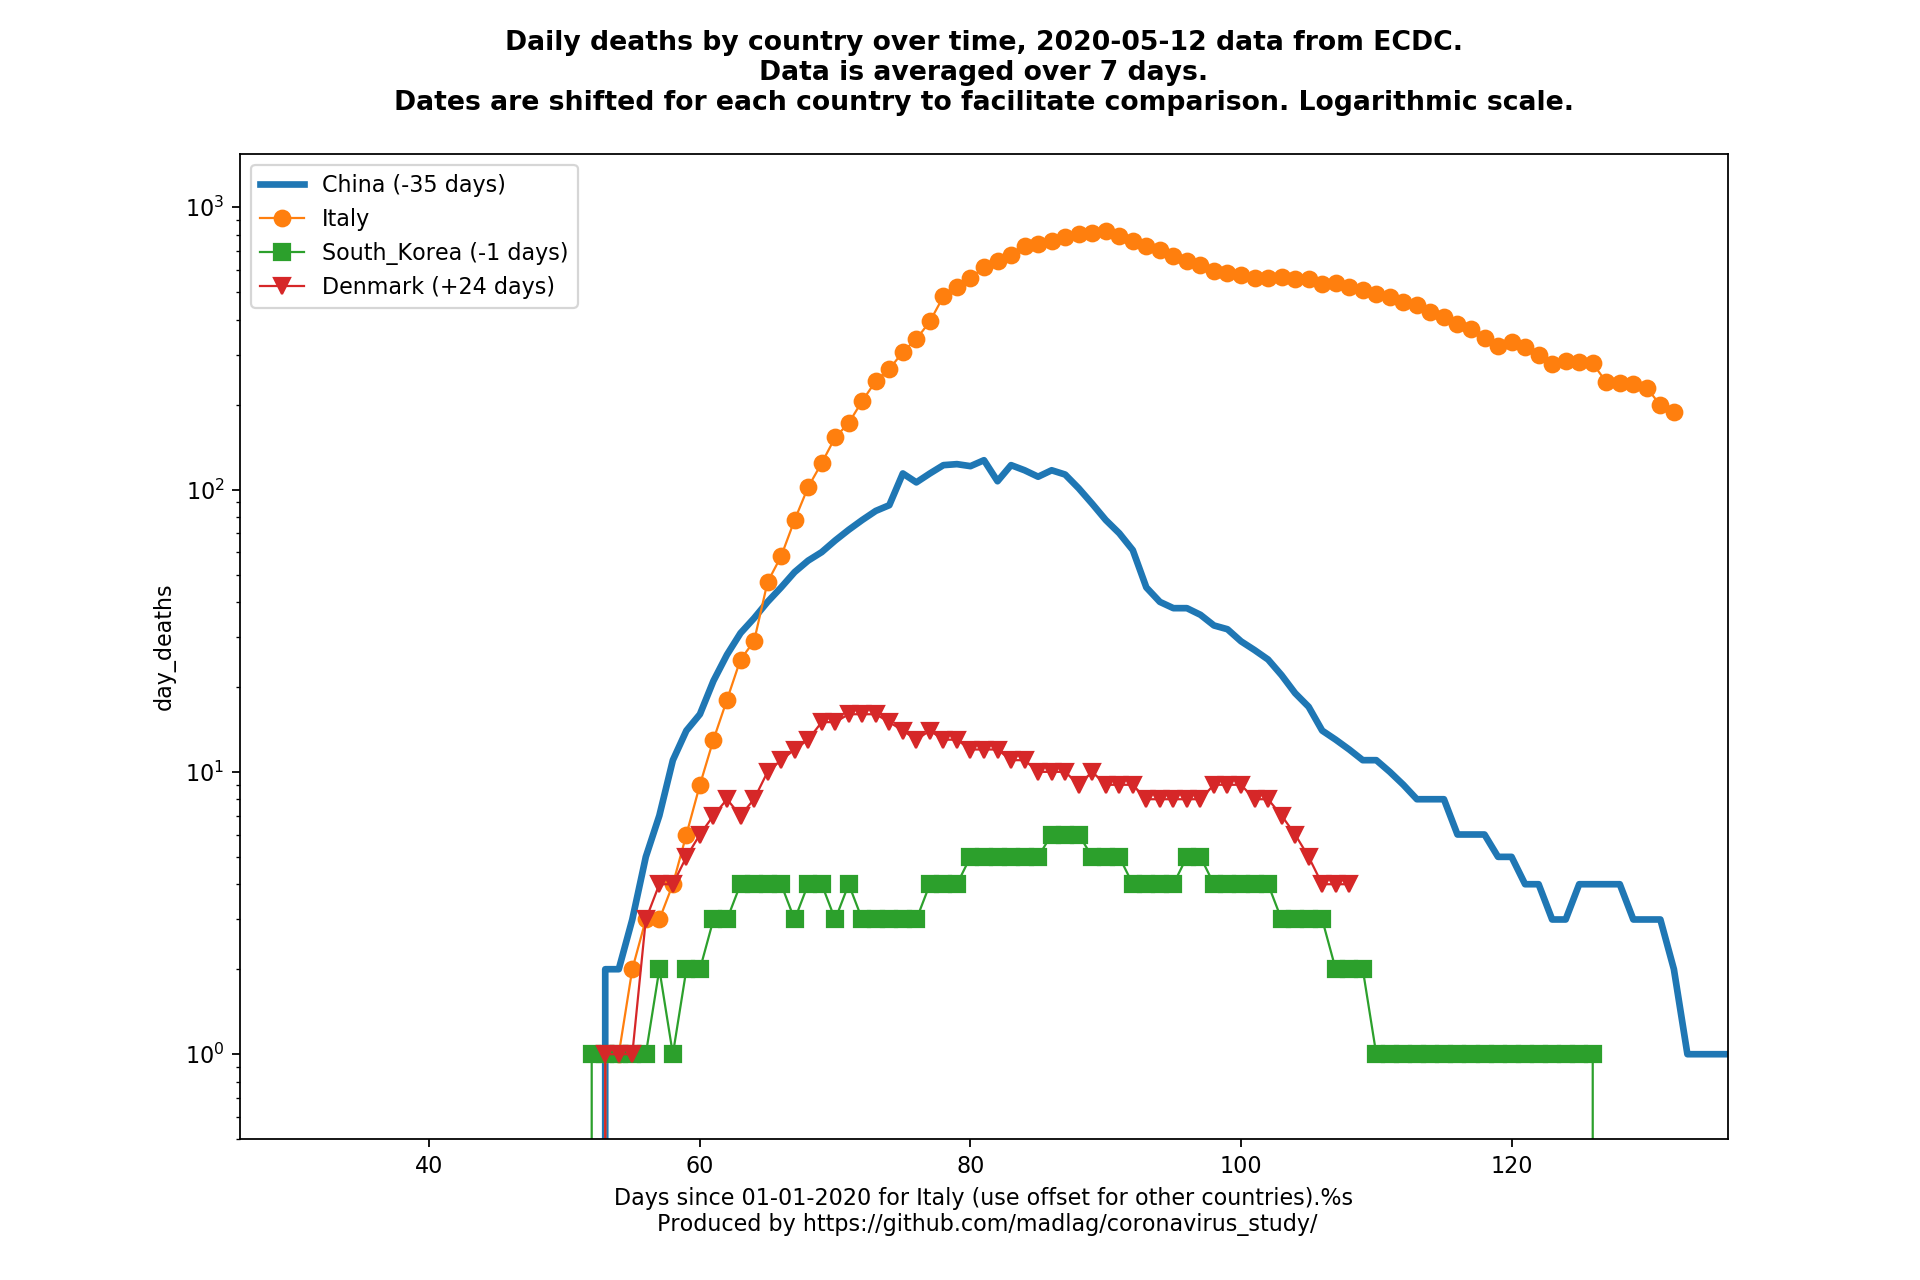 Daily deaths by country over time, 2020-05-12 data from ECDC.
Data is averaged over 7 days.
Dates are shifted for each country to facilitate comparison. Logarithmic scale.
China (-35 days)
Italy
South_Korea (-1 days)
Denmark (+24 days)
10³
10²
10¹
10⁰
day_deaths
40 60 80 100 120
Days since 01-01-2020 for Italy (use offset for other countries).%s
Produced by https://github.com/madlag/coronavirus_study/